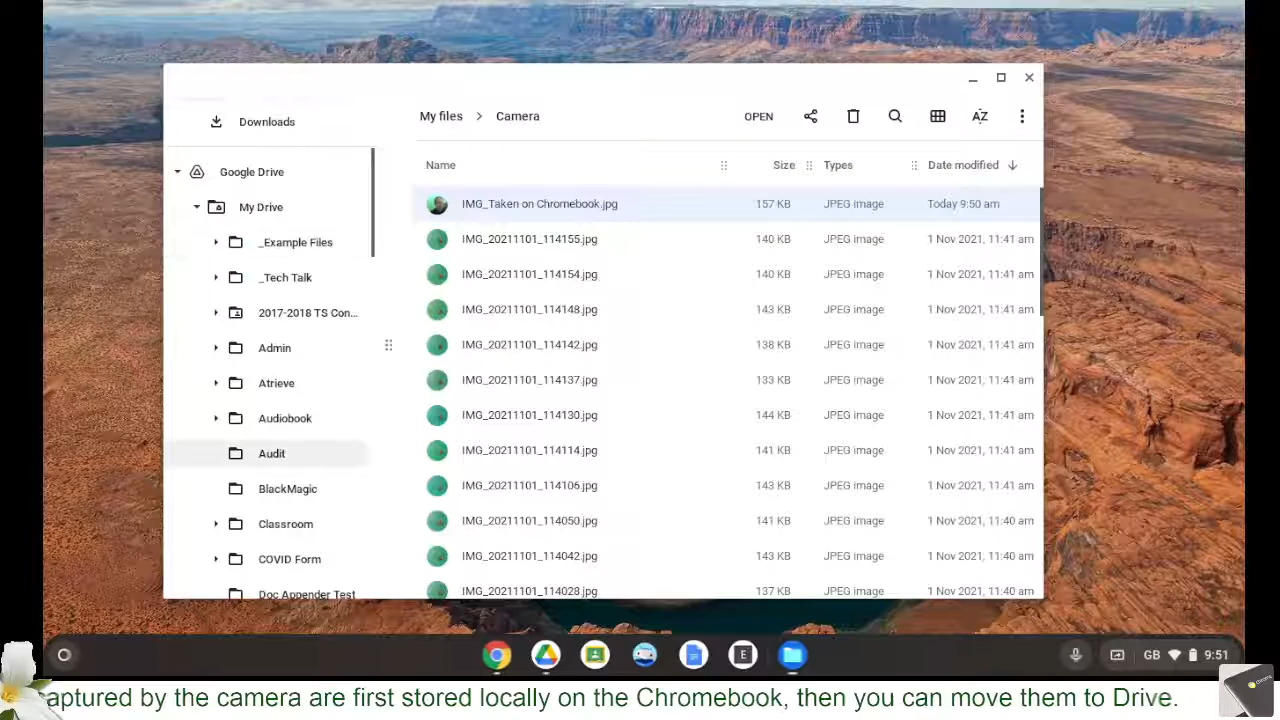 Downloads
My files > Camera
OPEN
AZ
Google Drive
Name Size Types Date modified
My Drive
IMG_Taken on Chromebook.jpg 157 KB JPEG image Today 9:50 am
_Example Files
IMG_20211101_114155.jpg 140 KB JPEG image 1 Nov 2021, 11:41 am
_Tech Talk
IMG_20211101_114154.jpg 140 KB JPEG image 1 Nov 2021, 11:41 am
2017-2018 TS Con...
IMG_20211101_114148.jpg 143 KB JPEG image 1 Nov 2021, 11:41 am
Admin
IMG_20211101_114142.jpg 138 KB JPEG image 1 Nov 2021, 11:41 am
Atrieve
IMG_20211101_114137.jpg 133 KB JPEG image 1 Nov 2021, 11:41 am
Audiobook
IMG_20211101_114130.jpg 144 KB JPEG image 1 Nov 2021, 11:41 am
Audit
IMG_20211101_114114.jpg 141 KB JPEG image 1 Nov 2021, 11:41 am
BlackMagic
IMG_20211101_114106.jpg 143 KB JPEG image 1 Nov 2021, 11:41 am
Classroom
IMG_20211101_114050.jpg 141 KB JPEG image 1 Nov 2021, 11:40 am
COVID Form
IMG_20211101_114042.jpg 143 KB JPEG image 1 Nov 2021, 11:40 am
Doc Appender Test
IMG_20211101_114028.jpg 137 KB JPEG image 1 Nov 2021, 11:40 am
E
GB 9:51
aptured by the camera are first stored locally on the Chromebook, then you can move them to Drive.